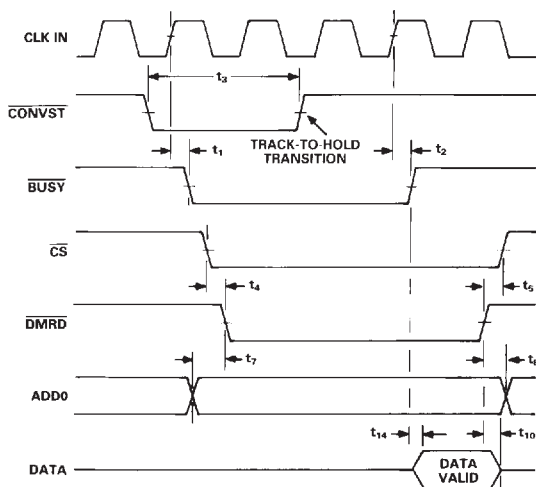 CLK IN
t3
CONVST
TRACK-TO-HOLD
TRANSITION
t1
t2
BUSY
CS
t4
t5
DMRD
t7
t6
ADD0
t14
t10
DATA
DATA
VALID